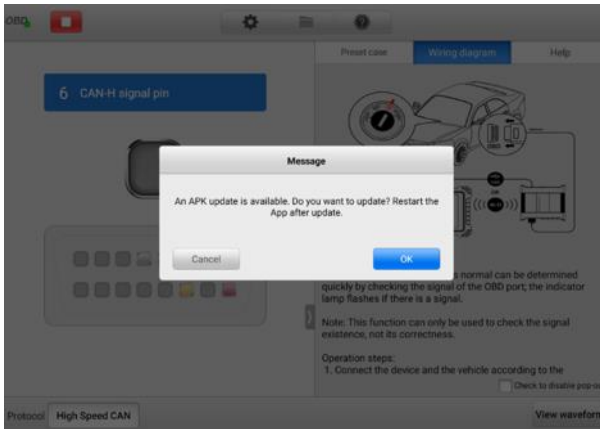 OBD
Preset case
Wiring diagram
Help
6 CAN-H signal pin
Message
An APK update is available. Do you want to update? Restart the
App after update.
Cancel
OK
s normal can be determined
quickly by checking the signal of the OBD port; the indicator
lamp flashes if there is a signal.
Note: This function can only be used to check the signal
existence, not its correctness.
Operation steps:
1. Connect the device and the vehicle according to the
Check to disable pop-ou
Protocol
High Speed CAN
View waveform